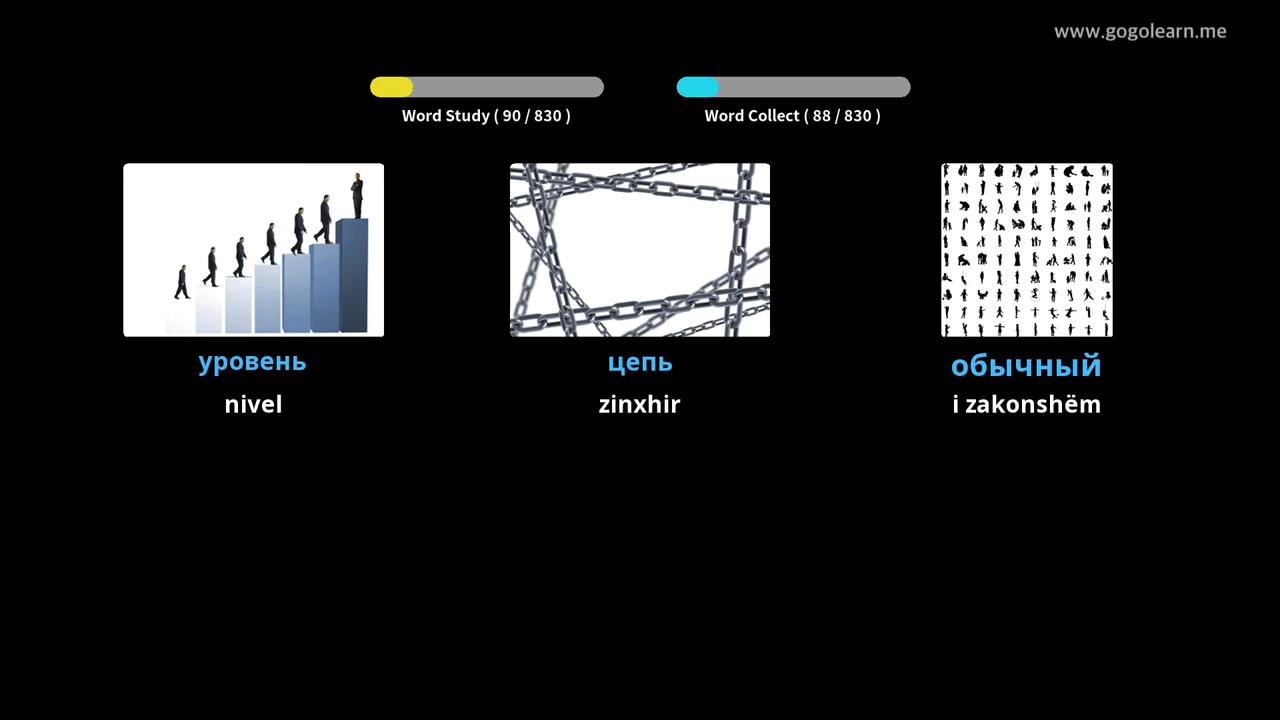 www.gogolearn.me
Word Study ( 90 / 830 )
Word Collect ( 88 / 830 )
уровень
nivel
цепь
zinxhir
обычный
i zakonshëm